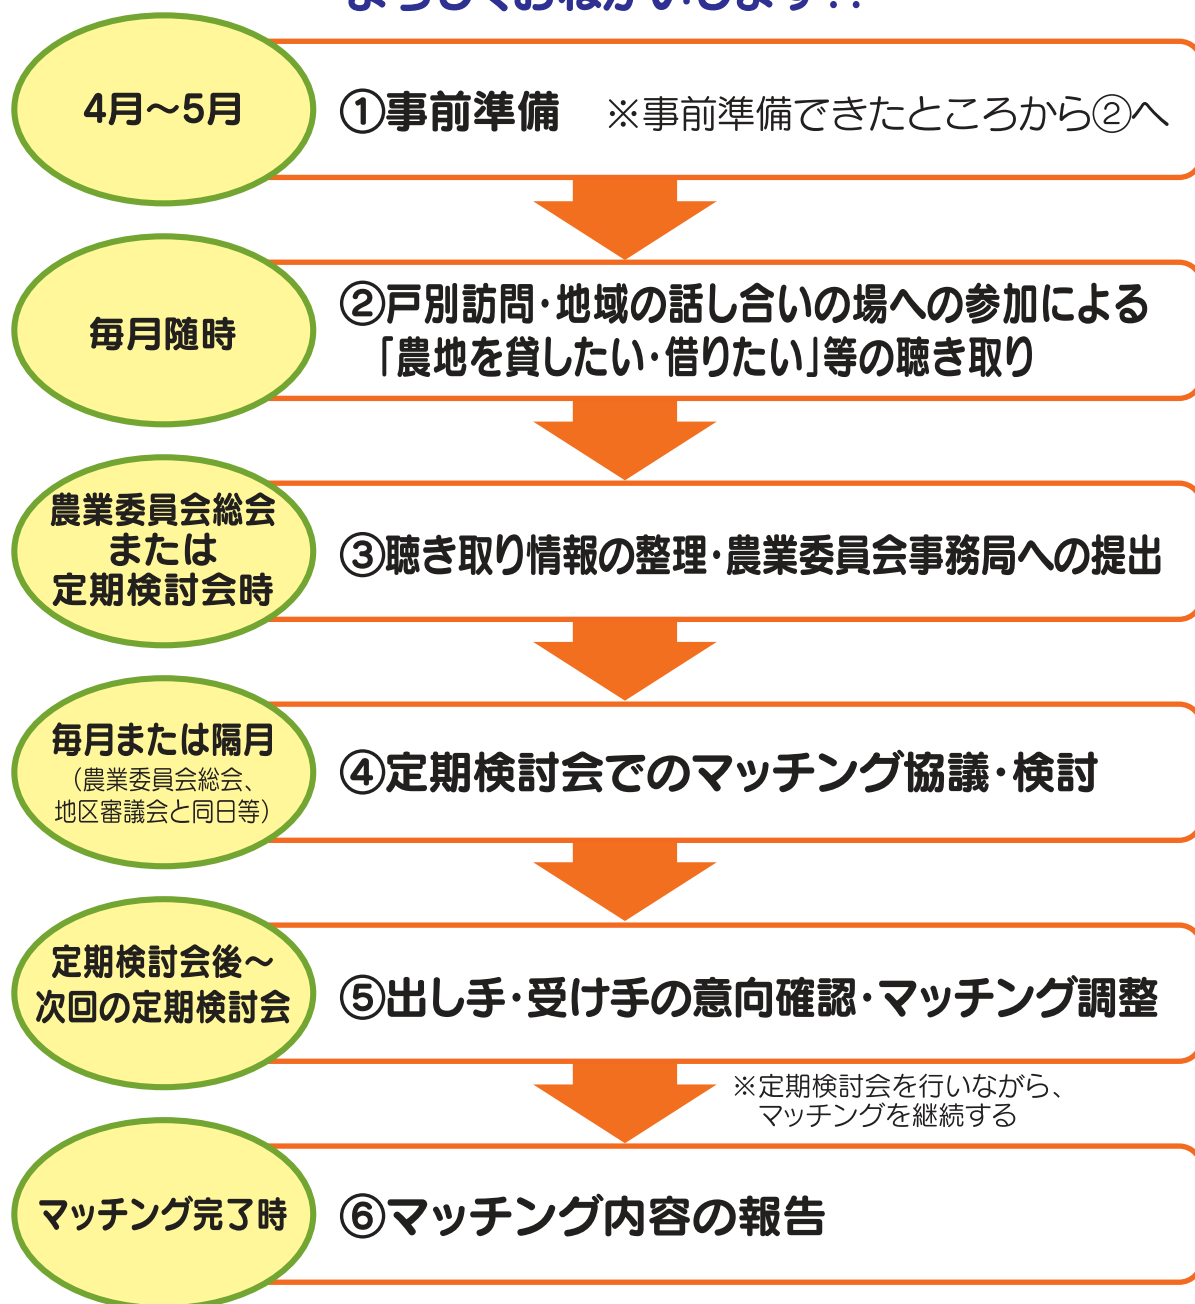 よろしくおねがいします!!
4月〜5月
①事前準備　※事前準備できたところから②へ
毎月随時
②戸別訪問・地域の話し合いの場への参加による
「農地を貸したい・借りたい」等の聴き取り
農業委員会総会
または
定期検討会時
③聴き取り情報の整理・農業委員会事務局への提出
毎月または隔月
（農業委員会総会、
地区審議会と同日等）
④定期検討会でのマッチング協議・検討
定期検討会後〜
次回の定期検討会
⑤出し手・受け手の意向確認・マッチング調整
※定期検討会を行いながら、
マッチングを継続する
マッチング完了時
⑥マッチング内容の報告